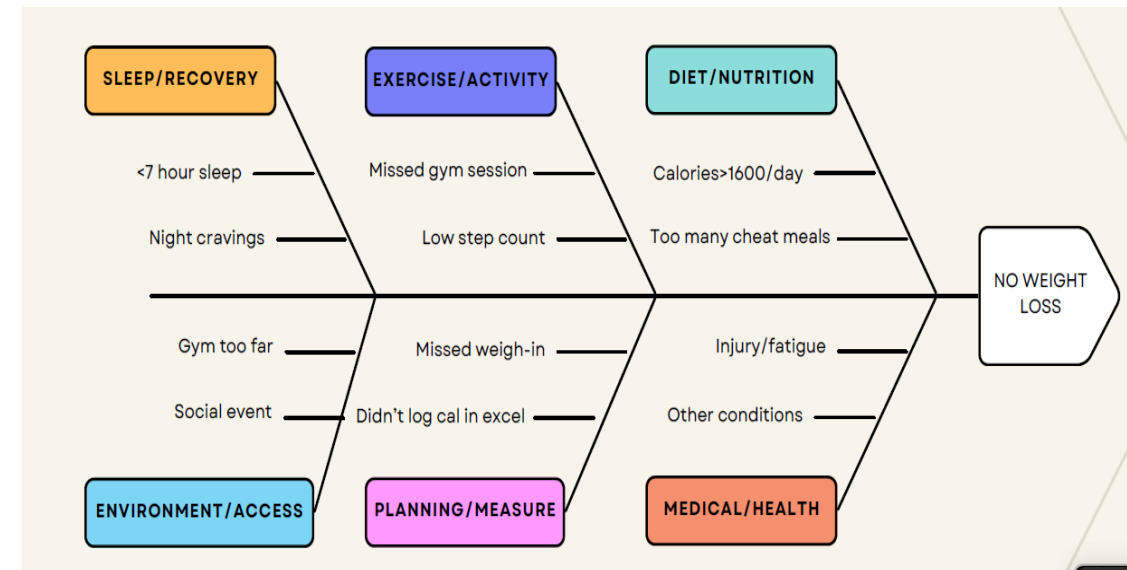 SLEEP/RECOVERY
EXERCISE/ACTIVITY
DIET/NUTRITION
<7 hour sleep
Missed gym session
Calories>1600/day
Night cravings
Low step count
Too many cheat meals
NO WEIGHT
LOSS
Gym too far
Missed weigh-in
Injury/fatigue
Social event
Didn't log cal in excel
Other conditions
ENVIRONMENT/ACCESS
PLANNING/MEASURE
MEDICAL/HEALTH